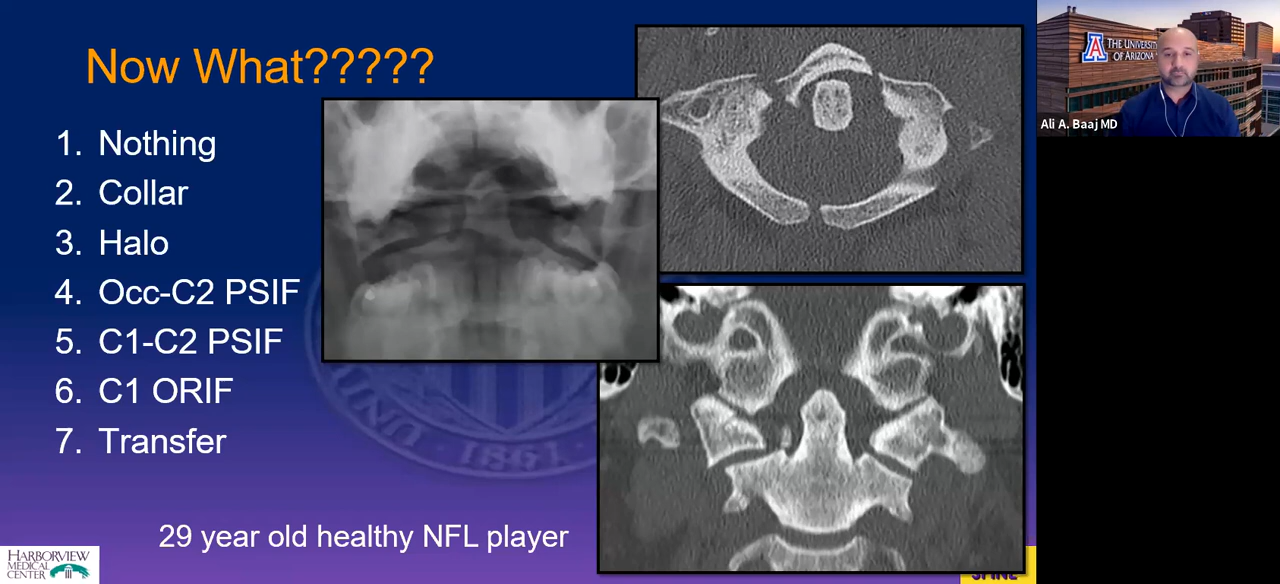 Now What?????
1. Nothing
2. Collar
3. Halo
4. Occ-C2 PSIF
5. C1-C2 PSIF
6. C1 ORIF
7. Transfer
29 year old healthy NFL player
HARBORVIEW
MEDICAL
CENTER
1861
SPINE
A
THE UNIVERSITY
OF ARIZONA
Ali A. Baaj MD